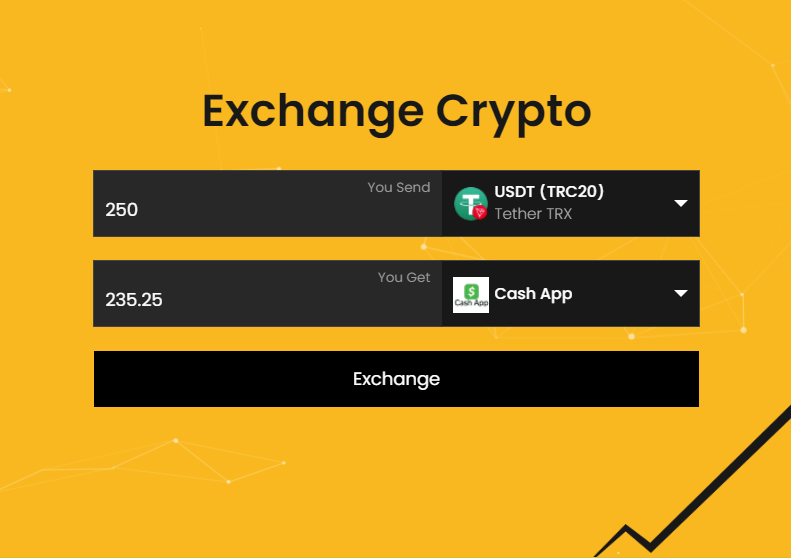 Exchange Crypto
You Send
250
USDT (TRC20)
Tether TRX
You Get
235.25
Cash App
Cash App
Exchange